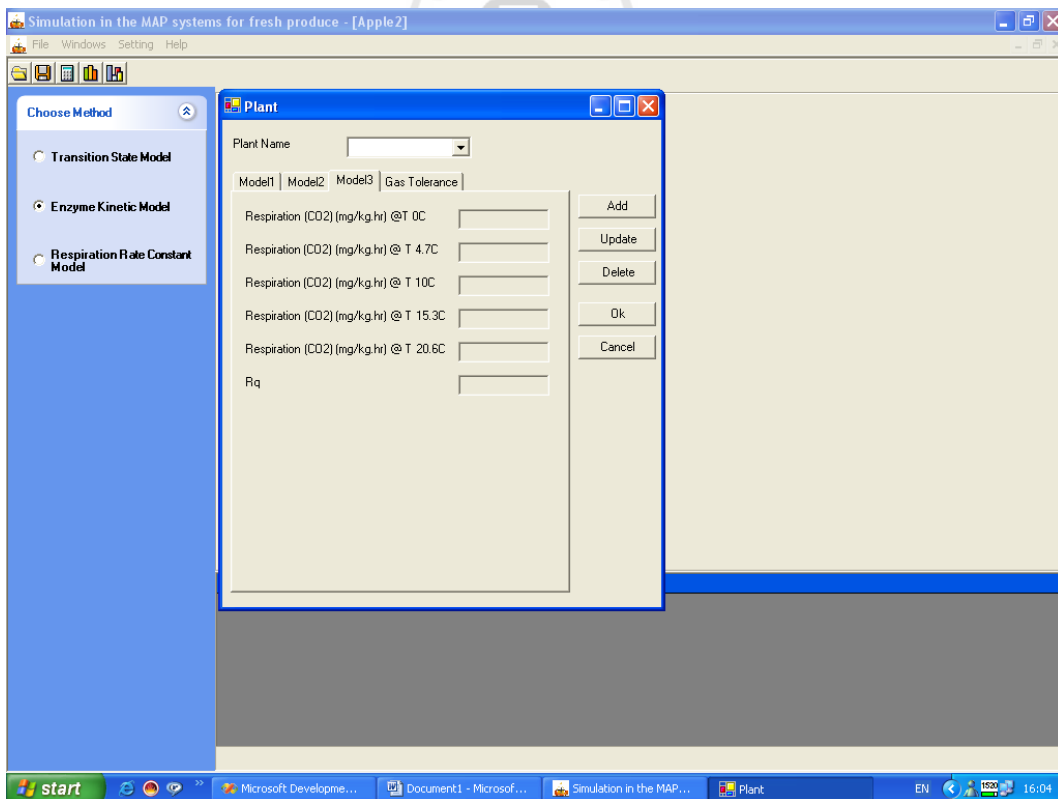 Simulation in the MAP systems for fresh produce - [Apple2]
File Windows Setting Help
Choose Method
Transition State Model
Enzyme Kinetic Model
Respiration Rate Constant
Model
Plant
Plant Name
Model1 Model2 Model3 Gas Tolerance
Respiration (CO2) (mg/kg.hr) @T 0C
Respiration (CO2) (mg/kg.hr) @ T 4.7C
Respiration (CO2) (mg/kg.hr) @ T 10C
Respiration (CO2) (mg/kg.hr) @ T 15.3C
Respiration (CO2) (mg/kg.hr) @ T 20.6C
Rq
Add
Update
Delete
Ok
Cancel
start Microsoft Developme... Document1 - Microsof... Simulation in the MAP... Plant EN 1520 16:04